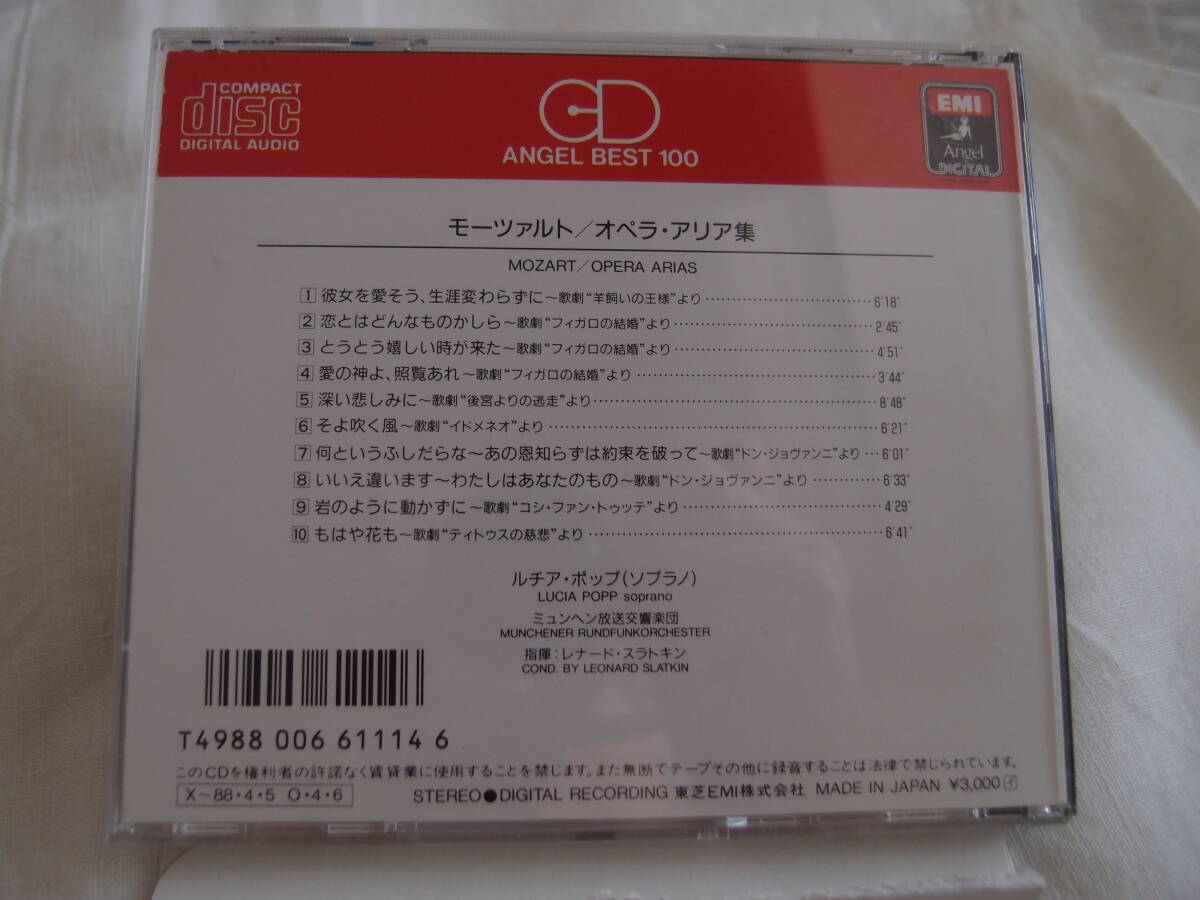 COMPACT
disc
DIGITAL AUDIO
CD
ANGEL BEST 100
EMI
Angel
DIGITAL
モーツァルト/オペラ・アリア集
MOZART/OPERA ARIAS
1 彼女を愛そう、生涯変わらずに〜歌劇“羊飼いの王様”より 6'18"
2 恋とはどんなものかしら〜歌劇“フィガロの結婚”より 2'45"
3 とうとう嬉しい時が来た〜歌劇“フィガロの結婚”より 4'51"
4 愛の神よ、照覧あれ〜歌劇“フィガロの結婚”より 3'44"
5 深い悲しみに〜歌劇“後宮よりの逃走”より 8'48"
6 そよ吹く風〜歌劇“イドメネオ”より 6'21"
7 何というふしだらな〜あの恩知らずは約束を破って〜歌劇“ドン・ジョヴァンニ”より 6'01"
8 いいえ違います〜わたしはあなたのもの〜歌劇“ドン・ジョヴァンニ”より 6'33"
9 岩のように動かずに〜歌劇“コシ・ファン・トゥッテ”より 4'29"
10 もはや花も〜歌劇“ティトゥスの慈悲”より 6'41"
ルチア・ポップ(ソプラノ)
LUCIA POPP soprano
ミュンヘン放送交響楽団
MUNCHENER RUNDFUNKORCHESTER
指揮:レナード・スラトキン
COND. BY LEONARD SLATKIN
T4988 006 61114 6
このCDを権利者の許諾なく賃貸業に使用することを禁じます。また無断でテープその他に録音することは法律で禁じられています。
X〜88・4・5 O・4・6
STEREO●DIGITAL RECORDING 東芝EMI株式会社 MADE IN JAPAN ¥3,000 イ